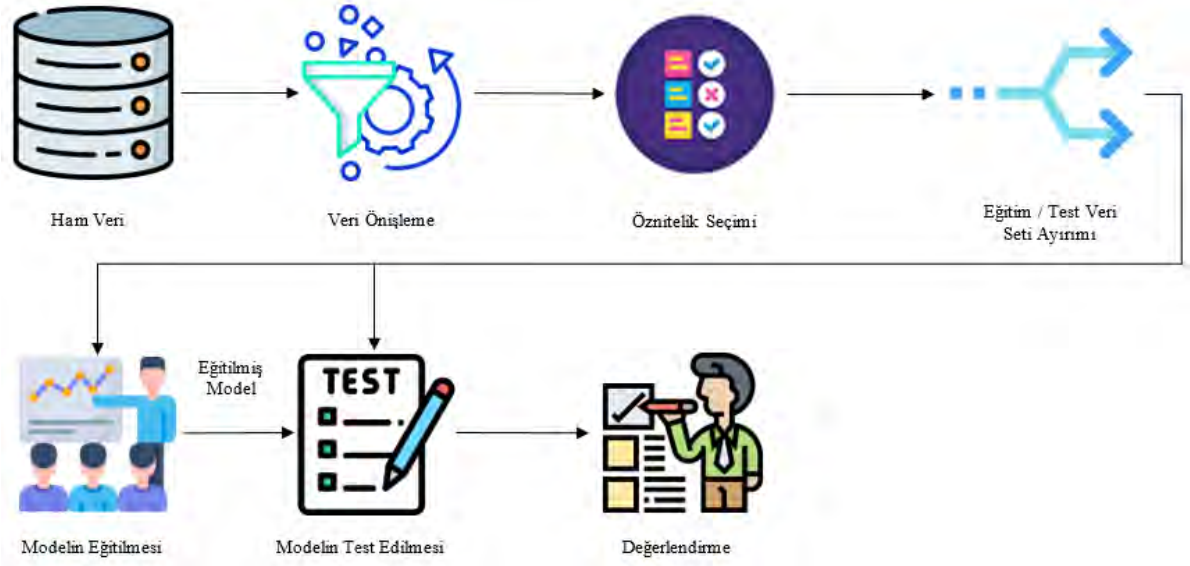 Ham Veri
Veri Önişleme
Öznitelik Seçimi
Eğitim / Test Veri
Seti Ayırımı
Eğitilmiş
Model
TEST
Modelin Eğitilmesi
Modelin Test Edilmesi
Değerlendirme